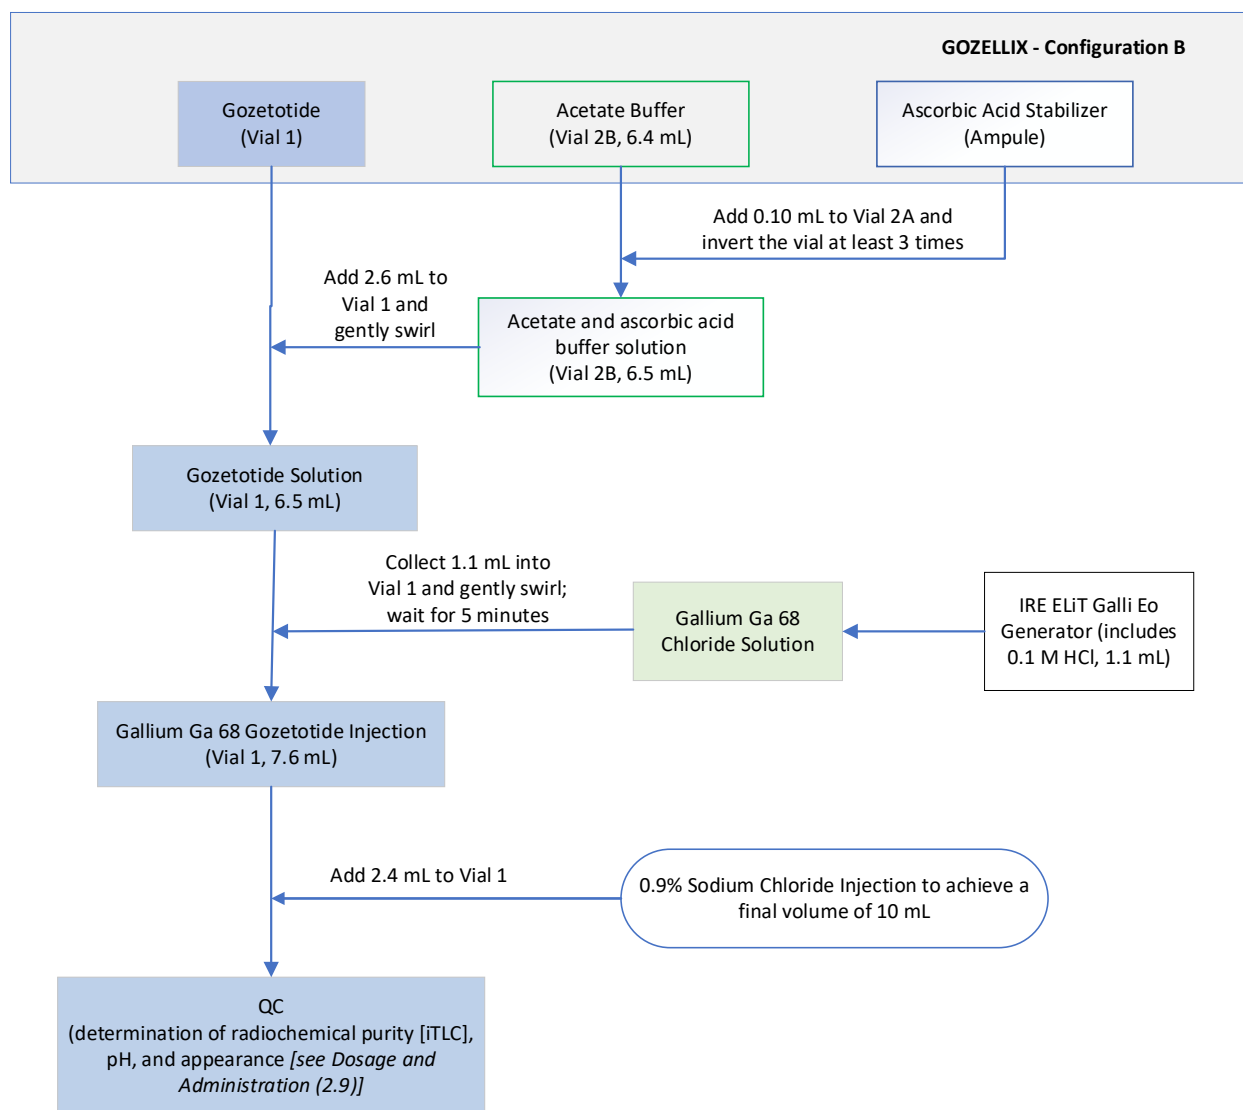 GOZELLIX - Configuration B
Gozetotide
(Vial 1)
Acetate Buffer
(Vial 2B, 6.4 mL)
Ascorbic Acid Stabilizer
(Ampule)
Add 0.10 mL to Vial 2A and
invert the vial at least 3 times
Add 2.6 mL to
Vial 1 and
gently swirl
Acetate and ascorbic acid
buffer solution
(Vial 2B, 6.5 mL)
Gozetotide Solution
(Vial 1, 6.5 mL)
Collect 1.1 mL into
Vial 1 and gently swirl;
wait for 5 minutes
Gallium Ga 68
Chloride Solution
IRE ELiT Galli Eo
Generator (includes
0.1 M HCl, 1.1 mL)
Gallium Ga 68 Gozetotide Injection
(Vial 1, 7.6 mL)
Add 2.4 mL to Vial 1
0.9% Sodium Chloride Injection to achieve a
final volume of 10 mL
QC
(determination of radiochemical purity [iTLC],
pH, and appearance [see Dosage and
Administration (2.9)]